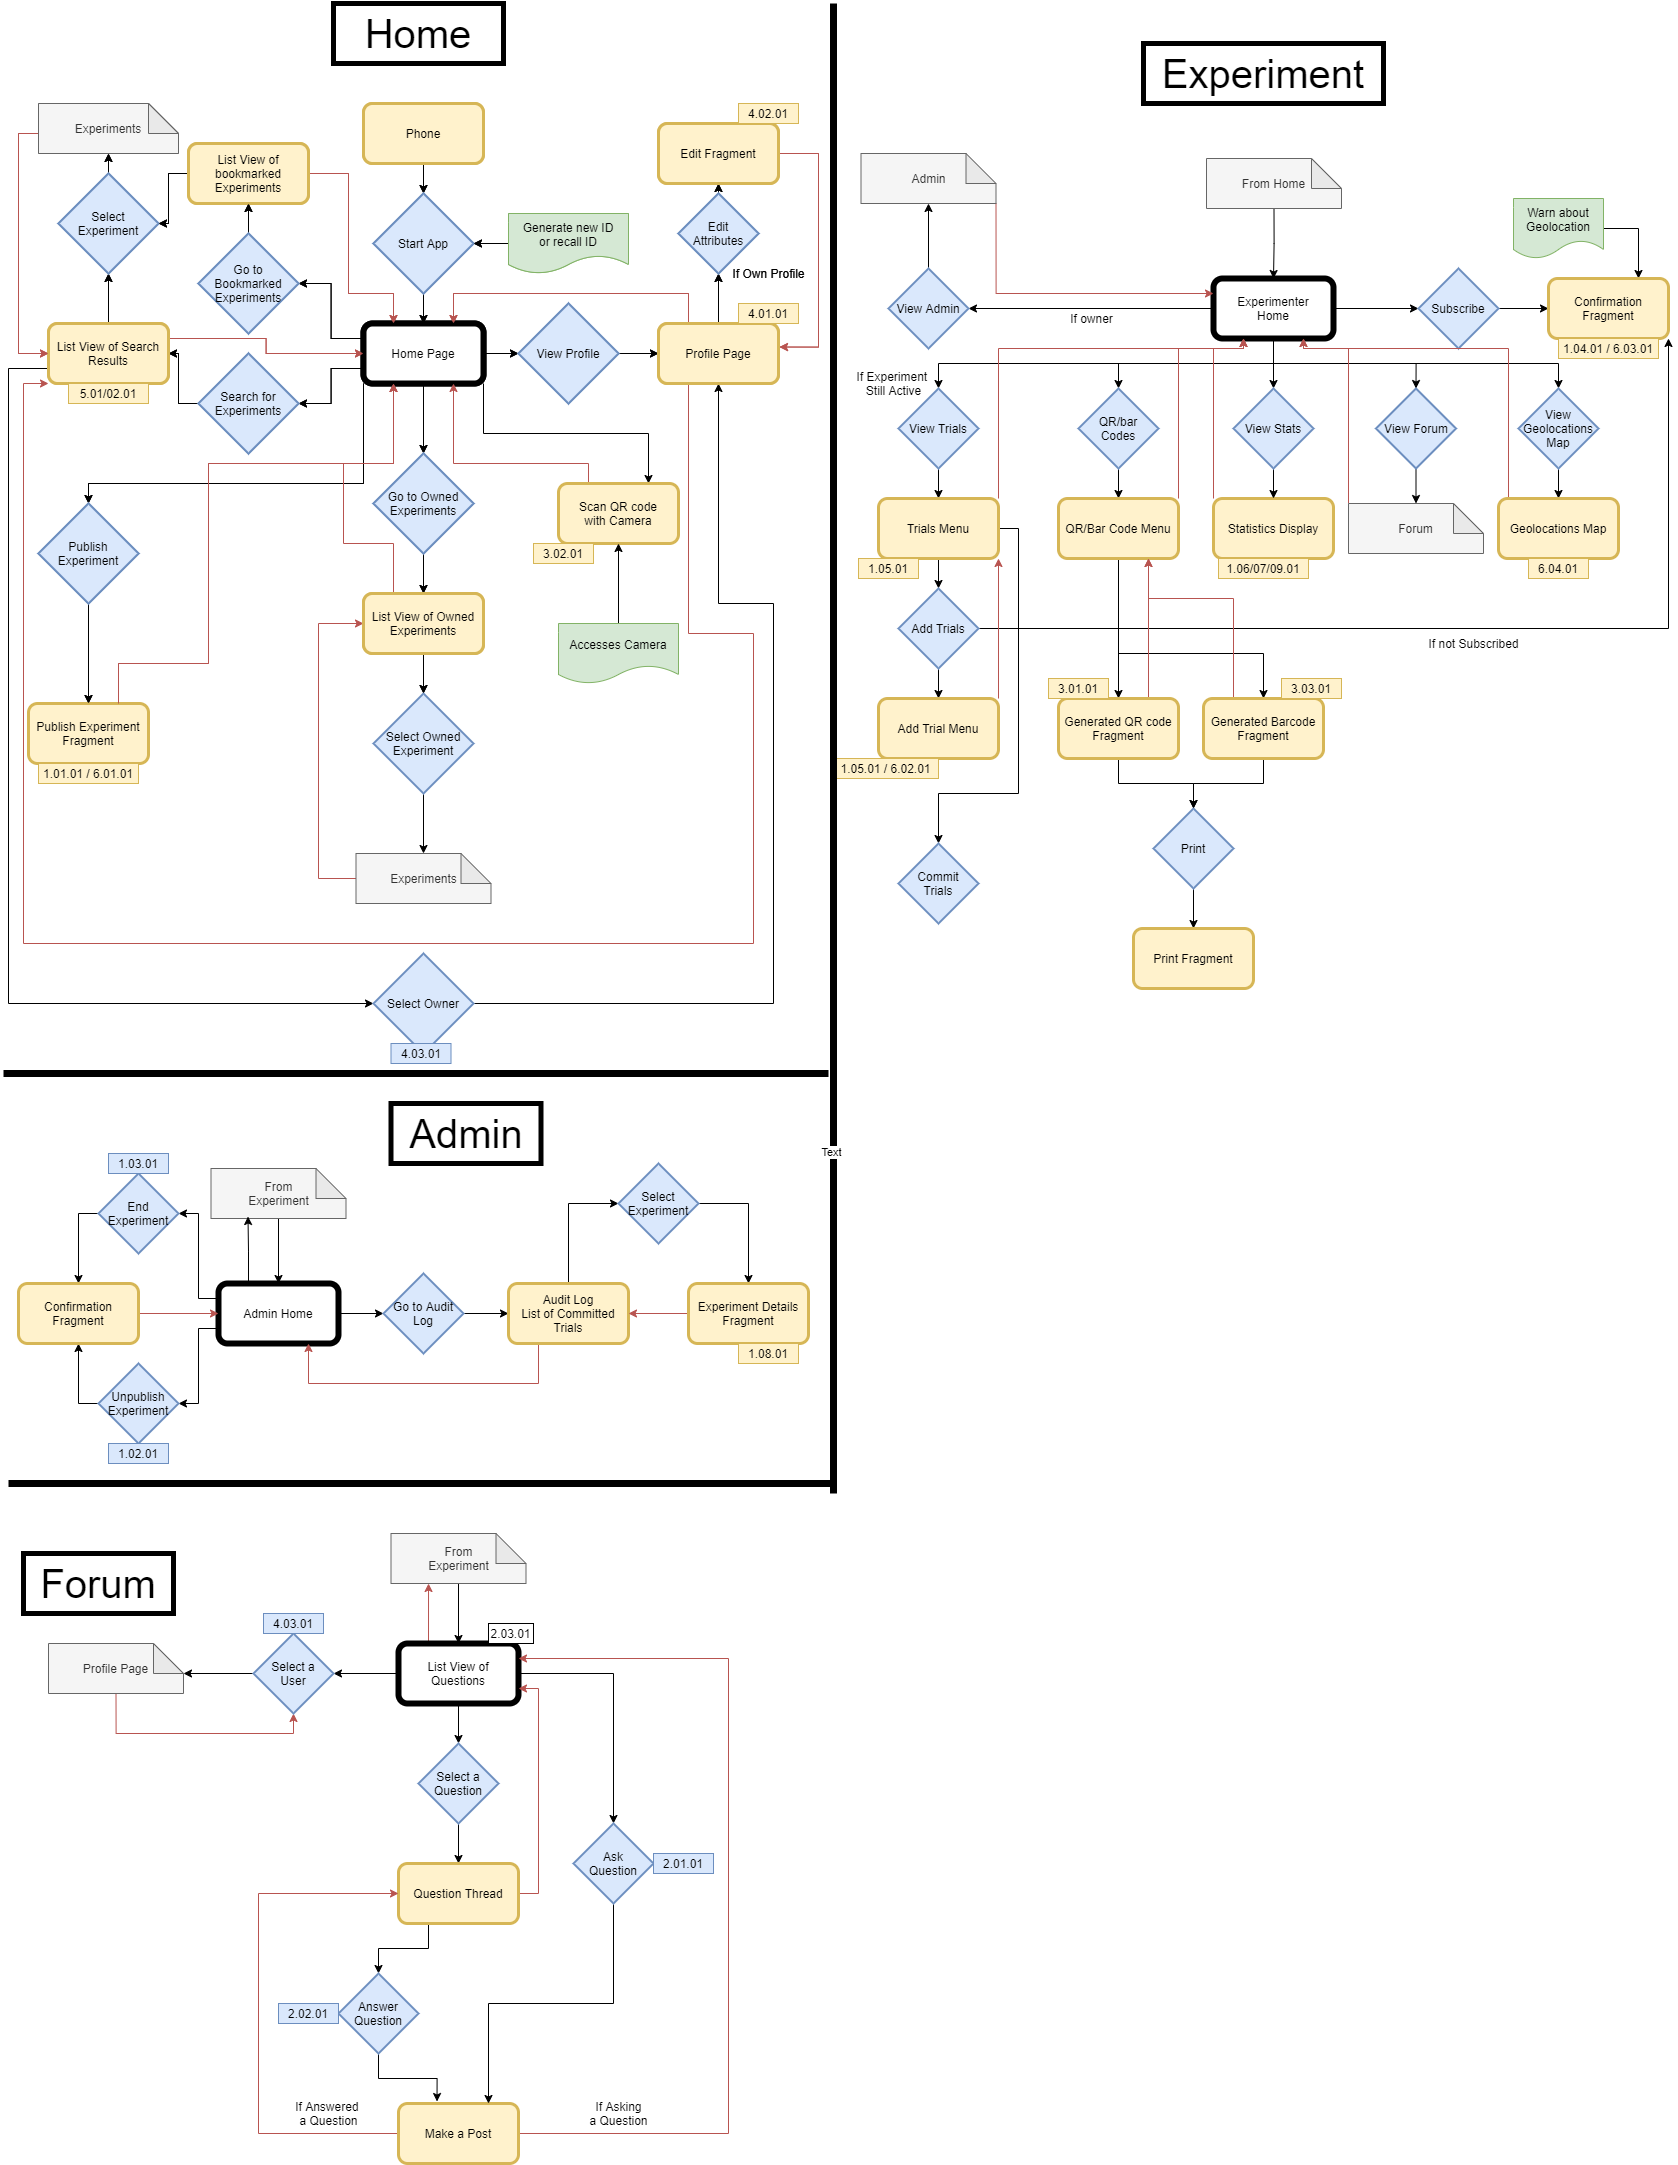 Home
Experiments
List View of
bookmarked
Experiments
Phone
4.02.01
Edit Fragment
Select
Experiment
Go to
Bookmarked
Experiments
Start App
Generate new ID
or recall ID
Edit
Attributes
If Own Profile
4.01.01
List View of Search
Results
5.01/02.01
Search for
Experiments
Home Page
View Profile
Profile Page
Publish
Experiment
Go to Owned
Experiments
Scan QR code
with Camera
3.02.01
List View of Owned
Experiments
Accesses Camera
Publish Experiment
Fragment
1.01.01 / 6.01.01
Select Owned
Experiment
Experiments
Select Owner
4.03.01
Experiment
Admin
From Home
Warn about
Geolocation
View Admin
If owner
Experimenter
Home
Subscribe
Confirmation
Fragment
1.04.01 / 6.03.01
If Experiment
Still Active
View Trials
QR/bar
Codes
View Stats
View Forum
View
Geolocations
Map
Trials Menu
1.05.01
QR/Bar Code Menu
Statistics Display
1.06/07/09.01
Forum
Geolocations Map
6.04.01
Add Trials
If not Subscribed
Add Trial Menu
1.05.01 / 6.02.01
3.01.01
Generated QR code
Fragment
3.03.01
Generated Barcode
Fragment
Commit
Trials
Print
Print Fragment
Text
Admin
1.03.01
End
Experiment
From
Experiment
Select
Experiment
Confirmation
Fragment
Admin Home
Go to Audit
Log
Audit Log
List of Committed
Trials
Experiment Details
Fragment
1.08.01
Unpublish
Experiment
1.02.01
Forum
From
Experiment
4.03.01
2.03.01
Profile Page
Select a
User
List View of
Questions
Select a
Question
Ask
Question
2.01.01
Question Thread
2.02.01
Answer
Question
If Answered
a Question
If Asking
a Question
Make a Post